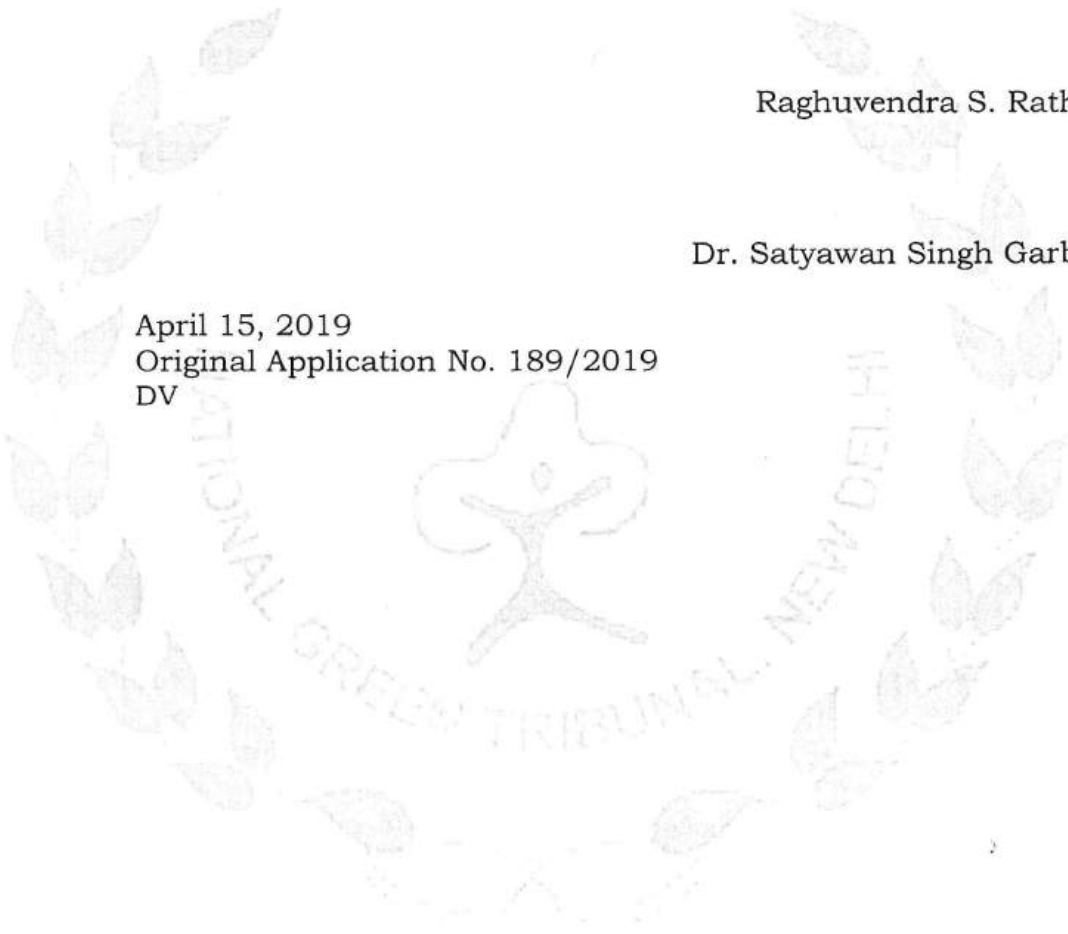 Raghuvendra S. Rath
Dr. Satyawan Singh Garb
April 15, 2019
Original Application No. 189/2019
DV
NATIONAL GREEN TRIBUNAL, NEW DELHI